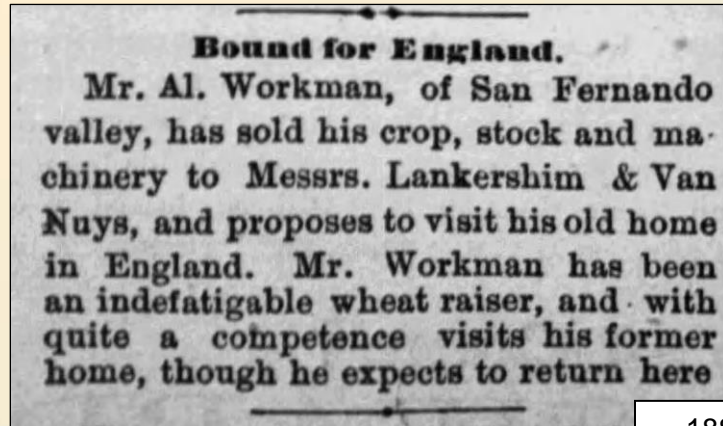 Bound for England.
Mr. Al. Workman, of San Fernando
valley, has sold his crop, stock and ma-
chinery to Messrs. Lankershim & Van
Nuys, and proposes to visit his old home
in England. Mr. Workman has been
an indefatigable wheat raiser, and with
quite a competence visits his former
home, though he expects to return here